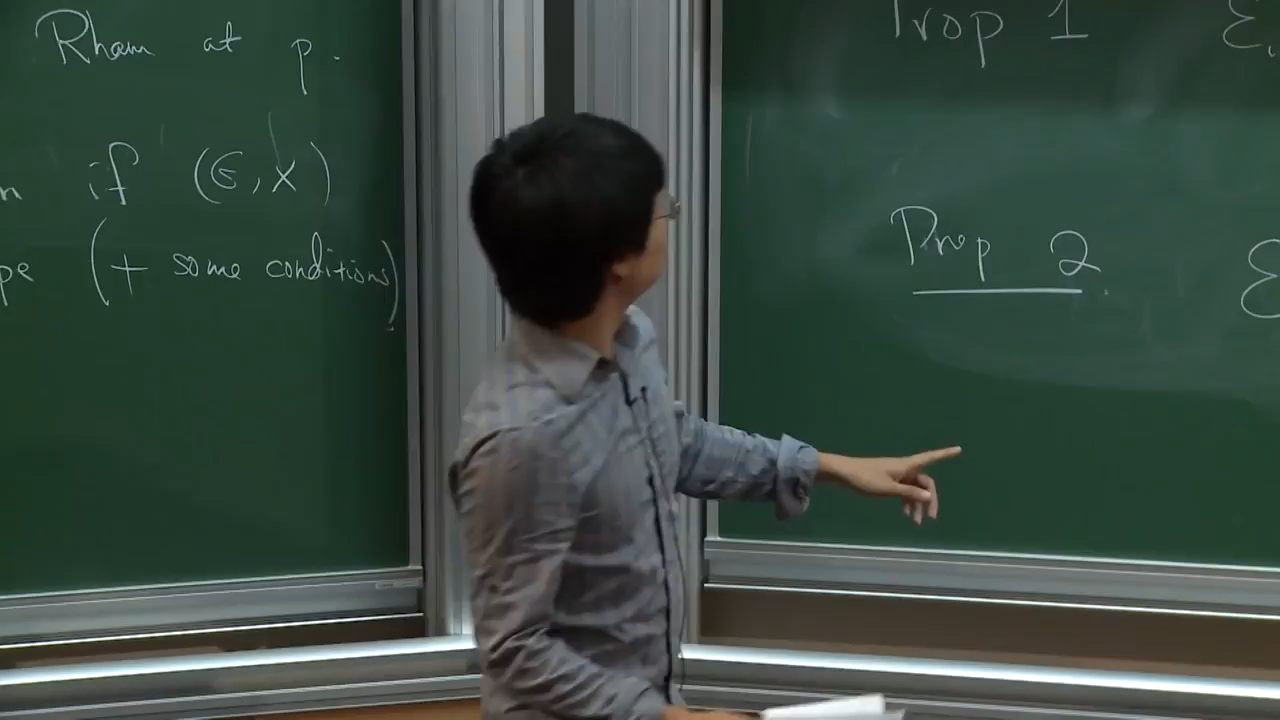 Rham at p.
n if (G, X)
pe (+ some conditions)
Prop 1 E
Prop 2. E